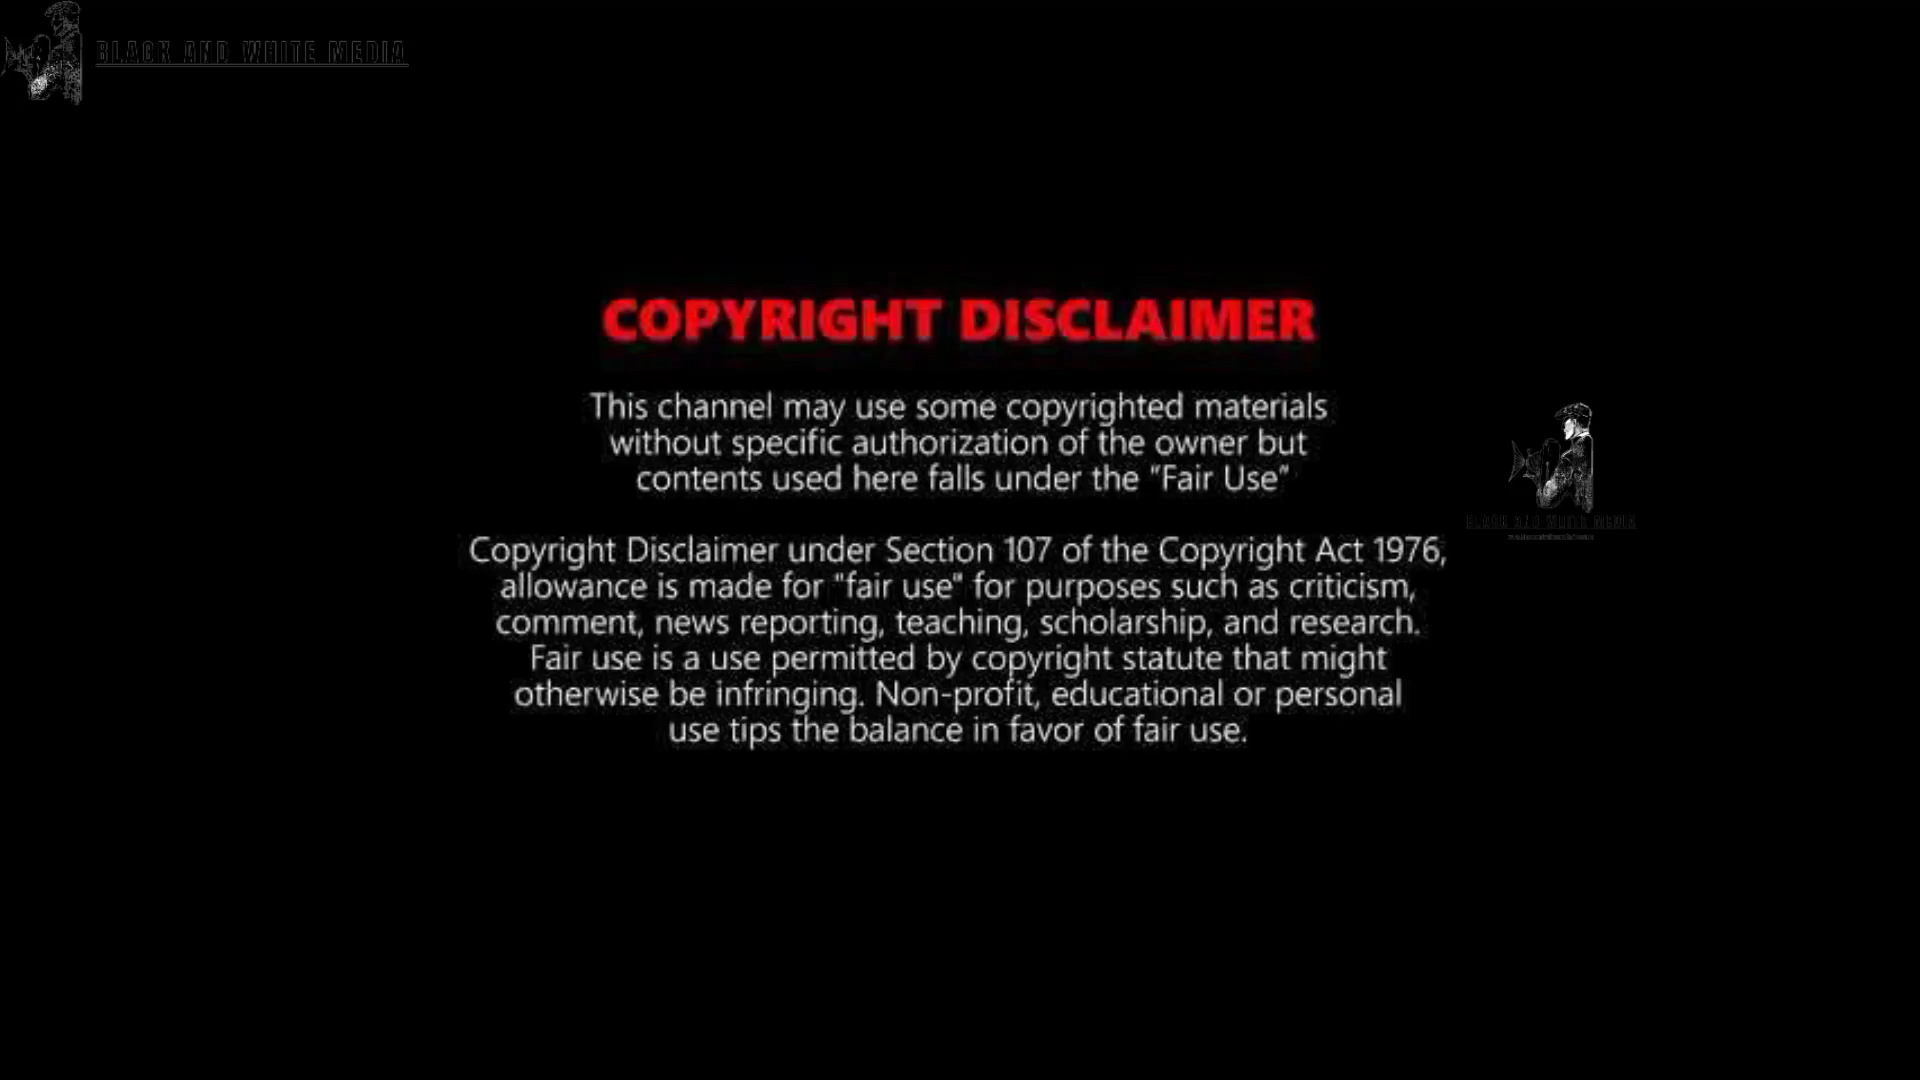 BLACK AND WHITE MEDIA
COPYRIGHT DISCLAIMER
This channel may use some copyrighted materials
without specific authorization of the owner but
contents used here falls under the “Fair Use”
BLACK AND WHITE MEDIA
Copyright Disclaimer under Section 107 of the Copyright Act 1976,
allowance is made for "fair use" for purposes such as criticism,
comment, news reporting, teaching, scholarship, and research.
Fair use is a use permitted by copyright statute that might
otherwise be infringing. Non-profit, educational or personal
use tips the balance in favor of fair use.